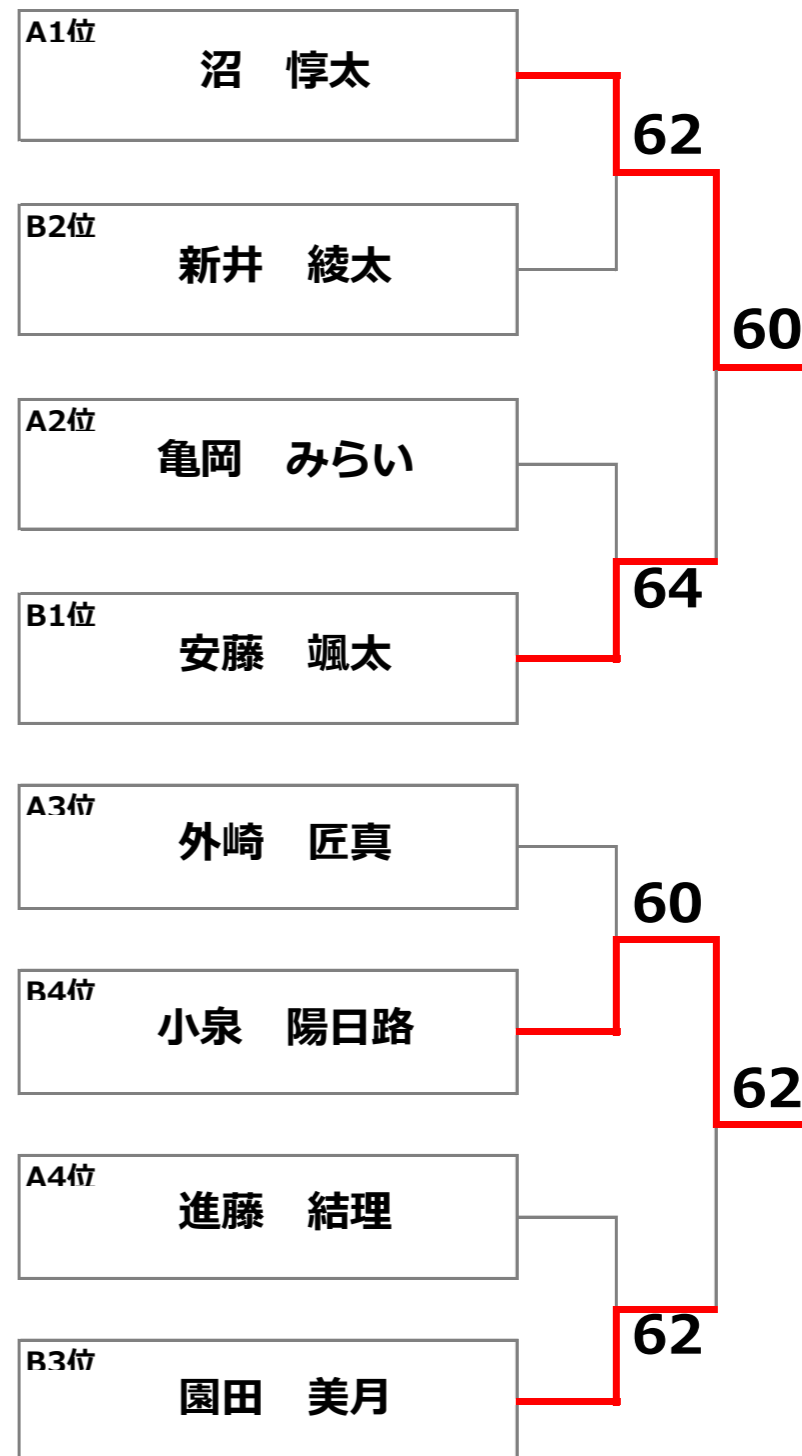 A1位
沼　惇太
62
B2位
新井　綾太
60
A2位
亀岡　みらい
64
B1位
安藤　颯太
A3位
外崎　匠真
60
B4位
小泉　陽日路
62
A4位
進藤　結理
62
B3位
園田　美月